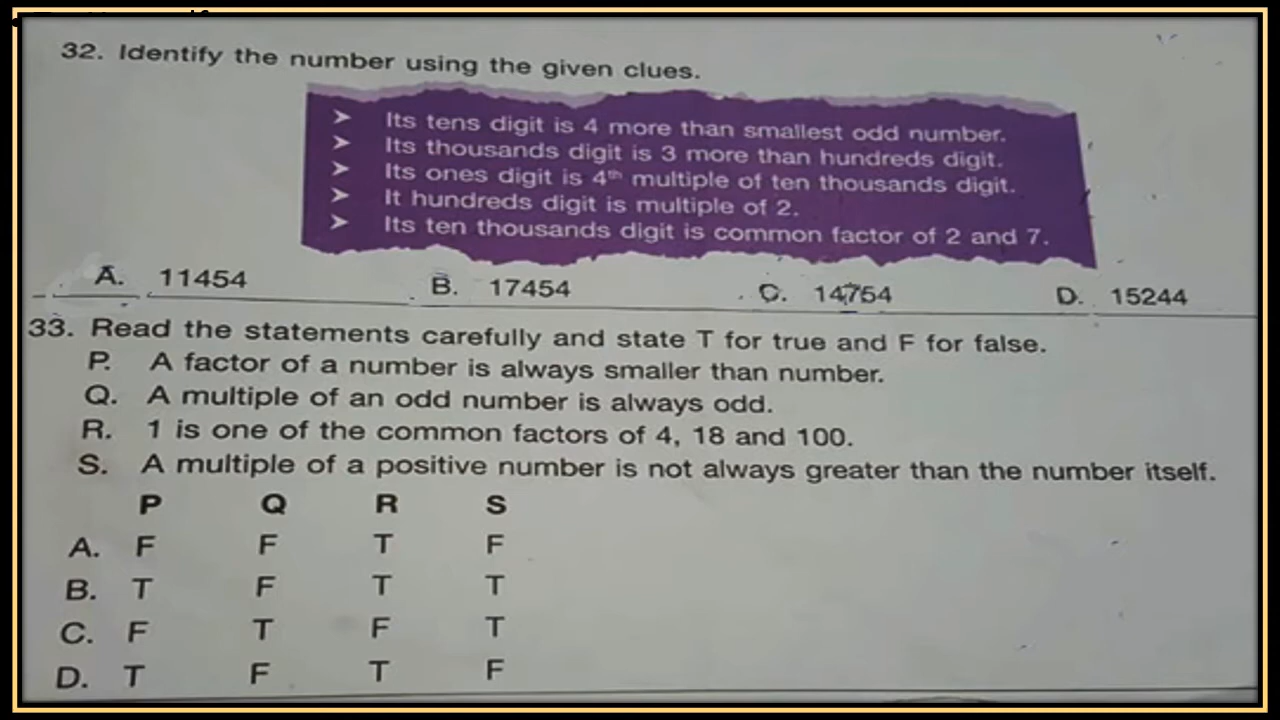 32. Identify the number using the given clues.
➤ Its tens digit is 4 more than smallest odd number.
➤ Its thousands digit is 3 more than hundreds digit.
➤ Its ones digit is 4th multiple of ten thousands digit.
➤ It hundreds digit is multiple of 2.
➤ Its ten thousands digit is common factor of 2 and 7.
A. 11454 B. 17454 C. 14754 D. 15244
33. Read the statements carefully and state T for true and F for false.
P. A factor of a number is always smaller than number.
Q. A multiple of an odd number is always odd.
R. 1 is one of the common factors of 4, 18 and 100.
S. A multiple of a positive number is not always greater than the number itself.
P Q R S
A. F F T F
B. T F T T
C. F T F T
D. T F T F